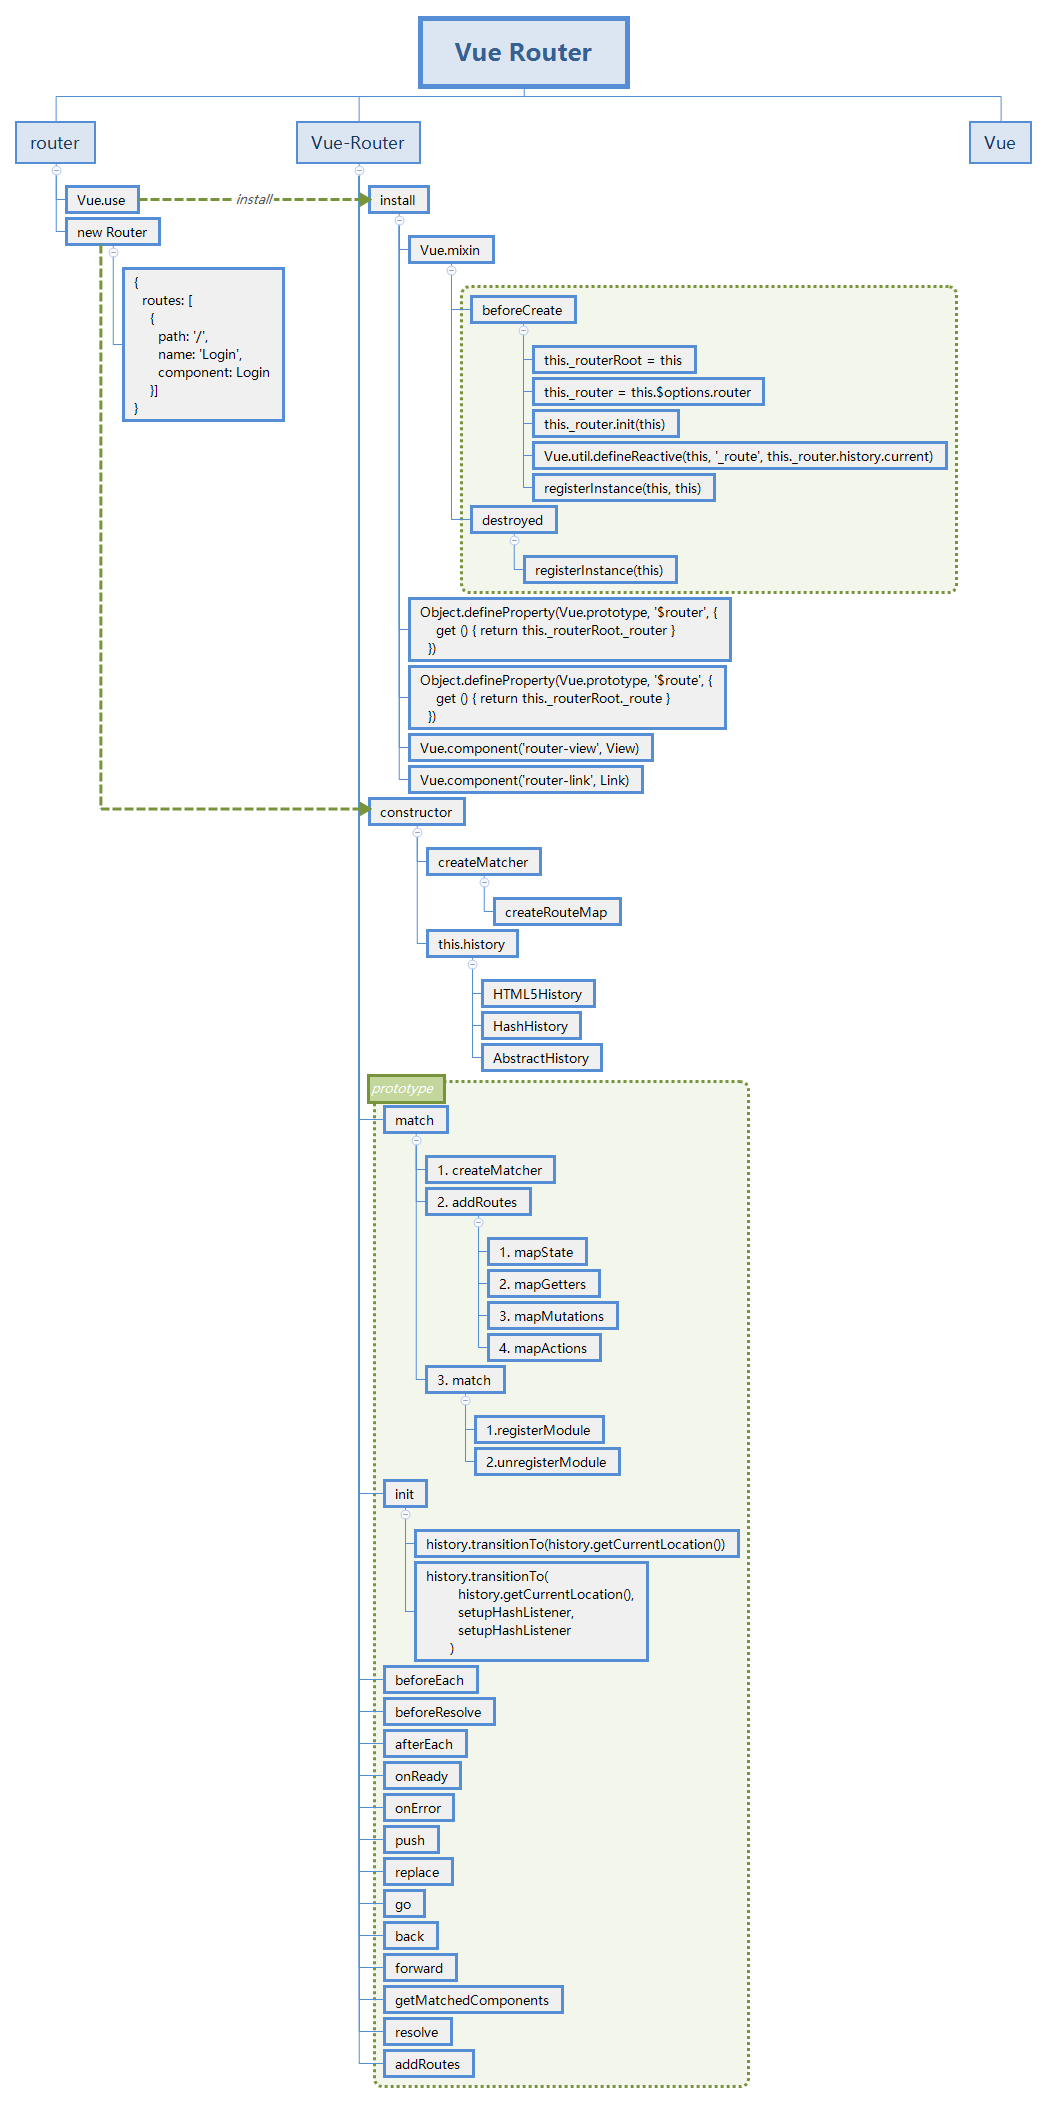 Vue Router
router
Vue-Router
Vue
Vue.use
install
install
new Router
{
routes: [
{
path: '/',
name: 'Login',
component: Login
}]
}
Vue.mixin
beforeCreate
this._routerRoot = this
this._router = this.$options.router
this._router.init(this)
Vue.util.defineReactive(this, '_route', this._router.history.current)
registerInstance(this, this)
destroyed
registerInstance(this)
Object.defineProperty(Vue.prototype, '$router', {
get () { return this._routerRoot._router }
})
Object.defineProperty(Vue.prototype, '$route', {
get () { return this._routerRoot._route }
})
Vue.component('router-view', View)
Vue.component('router-link', Link)
constructor
createMatcher
createRouteMap
this.history
HTML5History
HashHistory
AbstractHistory
prototype
match
1. createMatcher
2. addRoutes
1. mapState
2. mapGetters
3. mapMutations
4. mapActions
3. match
1.registerModule
2.unregisterModule
init
history.transitionTo(history.getCurrentLocation())
history.transitionTo(
history.getCurrentLocation(),
setupHashListener,
setupHashListener
)
beforeEach
beforeResolve
afterEach
onReady
onError
push
replace
go
back
forward
getMatchedComponents
resolve
addRoutes